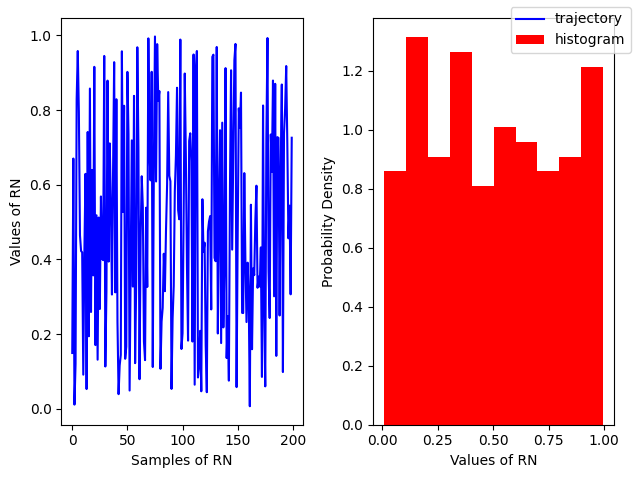 trajectory
histogram
1.0
0.8
0.6
0.4
0.2
0.0
Values of RN
0 50 100 150 200
Samples of RN
1.2
1.0
0.8
0.6
0.4
0.2
0.0
Probability Density
0.00 0.25 0.50 0.75 1.00
Values of RN